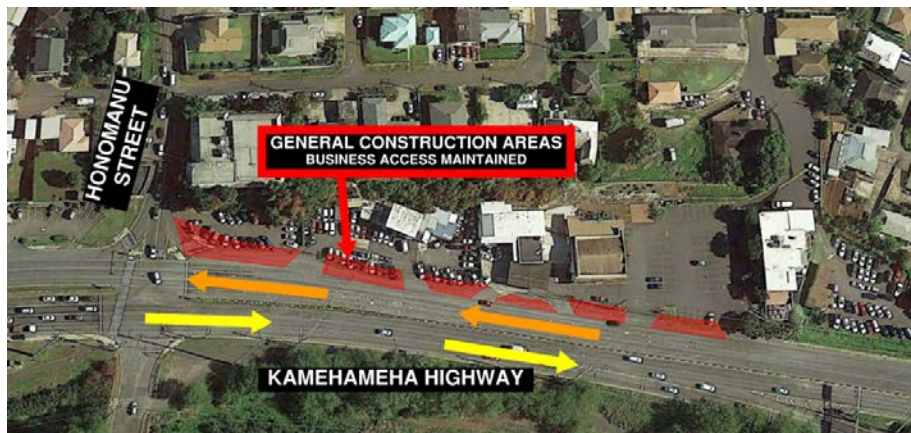 HONOMANU
STREET
GENERAL CONSTRUCTION AREAS
BUSINESS ACCESS MAINTAINED
KAMEHAMEHA HIGHWAY